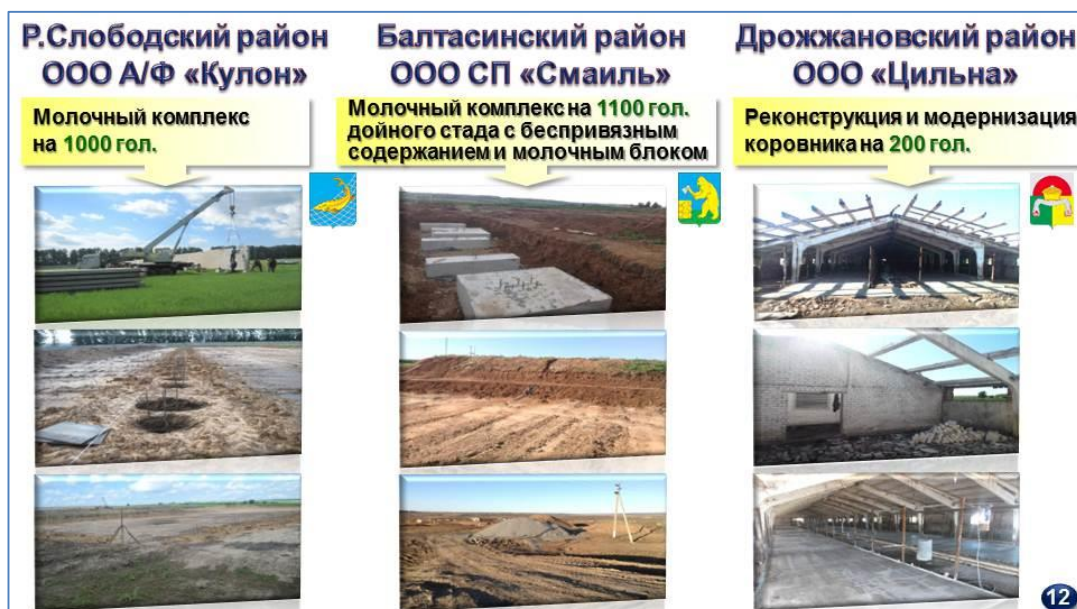 Р.Слободский район
ООО А/Ф «Кулон»
Молочный комплекс
на 1000 гол.
Балтасинский район
ООО СП «Смаиль»
Молочный комплекс на 1100 гол.
дойного стада с беспривязным
содержанием и молочным блоком
Дрожжановский район
ООО «Цильна»
Реконструкция и модернизация
коровника на 200 гол.
12